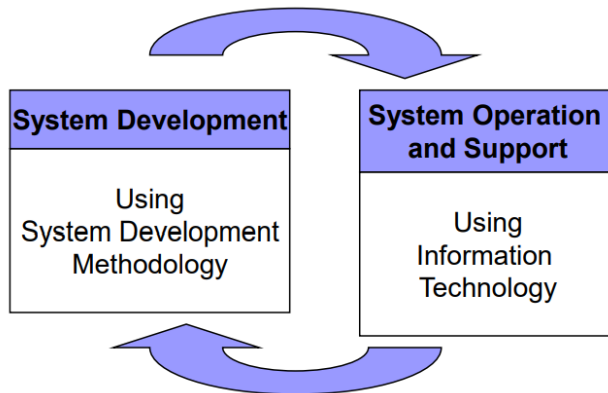 System Development
Using
System Development
Methodology
System Operation
and Support
Using
Information
Technology